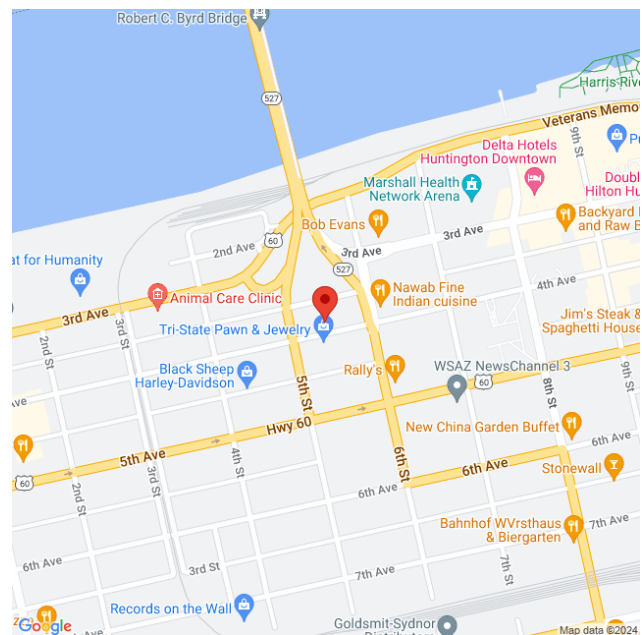 Robert C. Byrd Bridge
527
Harris-Rive
Veterans Memo
9th St
Delta Hotels
Huntington Downtown
Marshall Health
Network Arena
Doubl
Hilton Hu
Bob Evans
Backyard
and Raw B
60
2nd Ave
3rd Ave
3rd Ave
at for Humanity
527
Animal Care Clinic
Nawab Fine
Indian cuisine
4th Ave
3rd Ave
3rd St
Tri-State Pawn & Jewelry
Jim's Steak &
Spaghetti House
2nd St
Black Sheep
Harley-Davidson
Rally's
WSAZ NewsChannel 3
60
8th St
9th St
Ave
5th St
Hwy 60
New China Garden Buffet
5th Ave
4th St
6th St
6th Ave
6th Ave
Stonewall
60
2nd St
3rd St
6th Ave
Bahnhof WVrsthaus
& Biergarten
7th Ave
6th Ave
3rd St
7th Ave
7th St
Records on the Wall
Goldsmit-Sydnor
Google
Map data ©2024